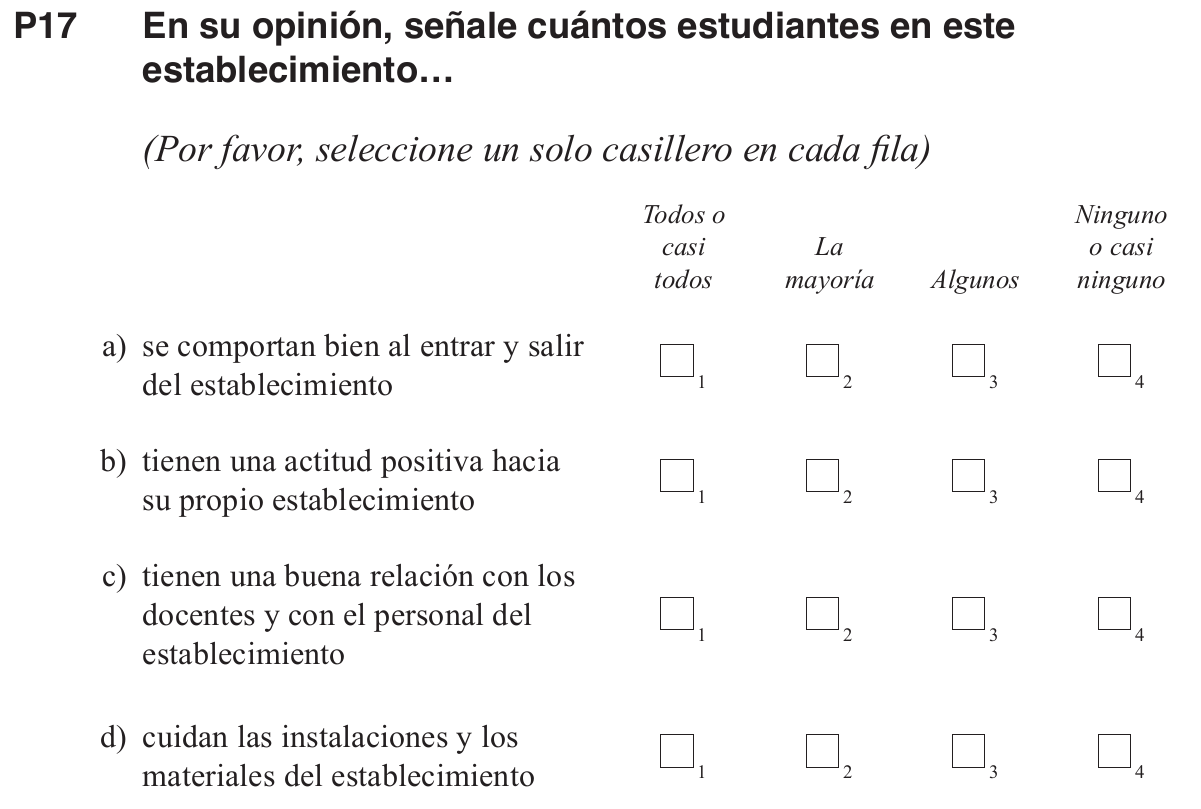 P17 En su opinión, señale cuántos estudiantes en este
establecimiento…
(Por favor, seleccione un solo casillero en cada fila)
Todos o casi todos La mayoría Algunos Ninguno o casi ninguno
a) se comportan bien al entrar y salir
del establecimiento
1 2 3 4
b) tienen una actitud positiva hacia
su propio establecimiento
1 2 3 4
c) tienen una buena relación con los
docentes y con el personal del
establecimiento
1 2 3 4
d) cuidan las instalaciones y los
materiales del establecimiento
1 2 3 4